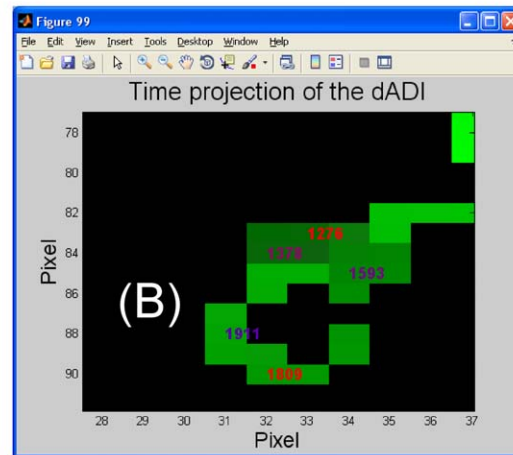 Figure 99
File Edit View Insert Tools Desktop Window Help
Time projection of the dADI
78
80
82
84
86
88
90
Pixel
1276
1593
(B)
1911
1809
28 29 30 31 32 33 34 35 36 37
Pixel